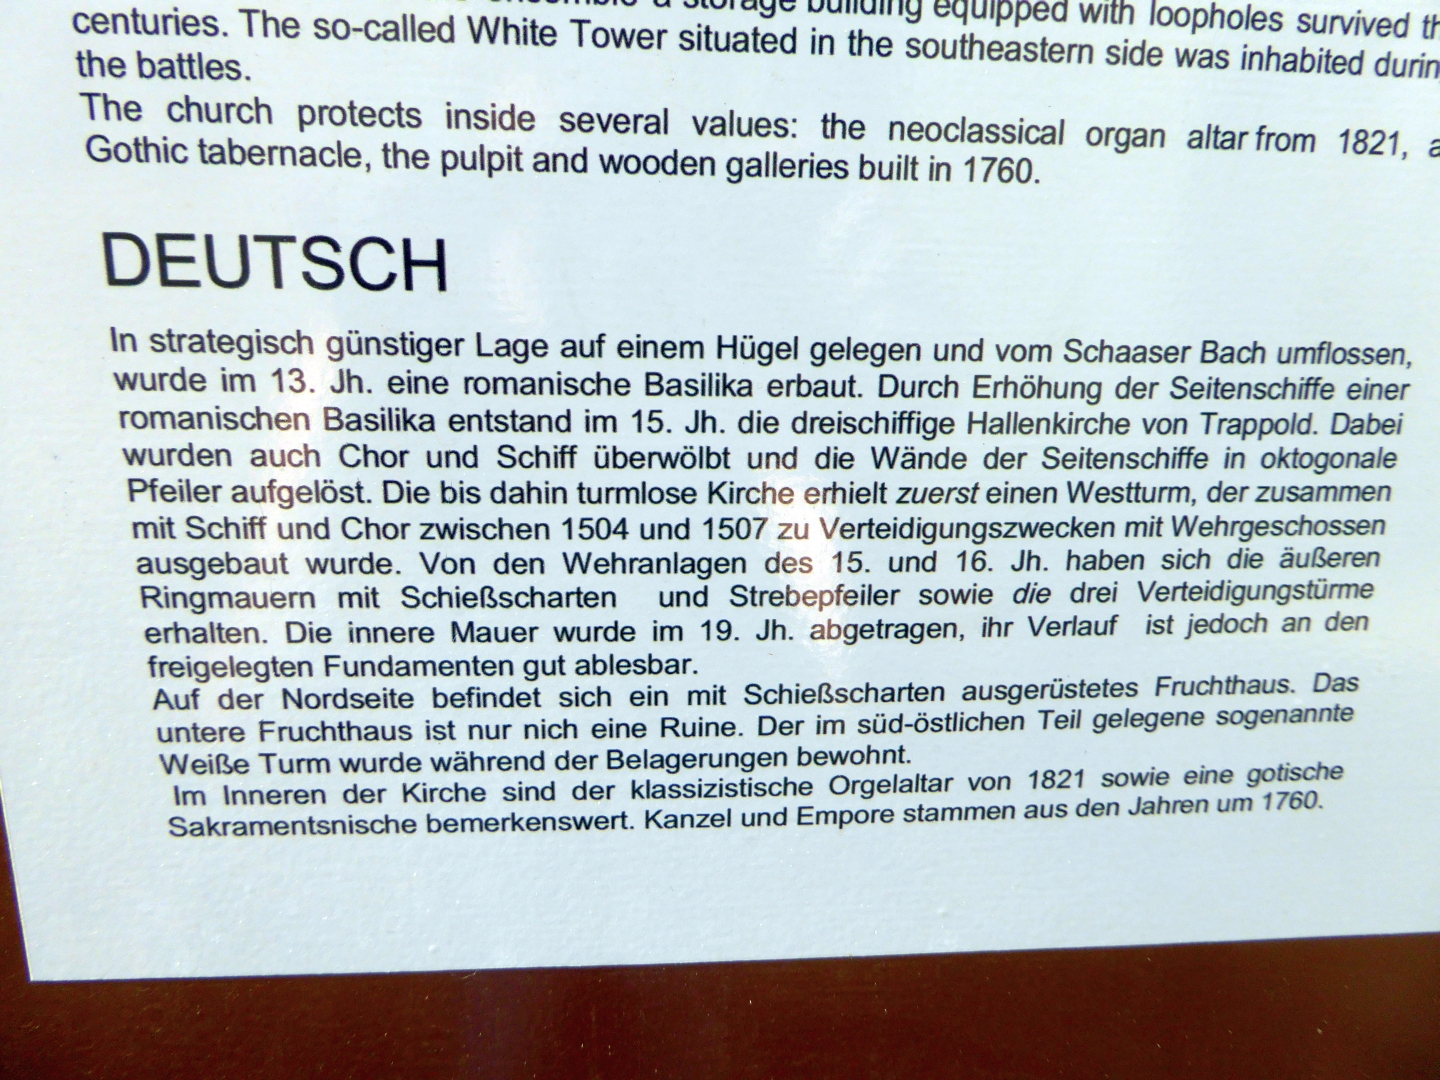 a storage building equipped with loopholes survived
centuries. The so-called White Tower situated in the southeastern side was inhabited
the battles.
The church protects inside several values: the neoclassical organ altar from 1821,
Gothic tabernacle, the pulpit and wooden galleries built in 1760.
DEUTSCH
In strategisch günstiger Lage auf einem Hügel gelegen und vom Schaaser Bach umflossen,
wurde im 13. Jh. eine romanische Basilika erbaut. Durch Erhöhung der Seitenschiffe einer
romanischen Basilika entstand im 15. Jh. die dreischiffige Hallenkirche von Trappold. Dabei
wurden auch Chor und Schiff überwölbt und die Wände der Seitenschiffe in oktogonale
Pfeiler aufgelöst. Die bis dahin turmlose Kirche erhielt zuerst einen Westturm, der zusammen
mit Schiff und Chor zwischen 1504 und 1507 zu Verteidigungszwecken mit Wehrgeschossen
ausgebaut wurde. Von den Wehranlagen des 15. und 16. Jh. haben sich die äußeren
Ringmauern mit Schießscharten und Strebepfeiler sowie die drei Verteidigungstürme
erhalten. Die innere Mauer wurde im 19. Jh. abgetragen, ihr Verlauf ist jedoch an den
freigelegten Fundamenten gut ablesbar.
Auf der Nordseite befindet sich ein mit Schießscharten ausgerüstetes Fruchthaus. Das
untere Fruchthaus ist nur nich eine Ruine. Der im süd-östlichen Teil gelegene sogenannte
Weiße Turm wurde während der Belagerungen bewohnt.
Im Inneren der Kirche sind der klassizistische Orgelaltar von 1821 sowie eine gotische
Sakramentsnische bemerkenswert. Kanzel und Empore stammen aus den Jahren um 1760.